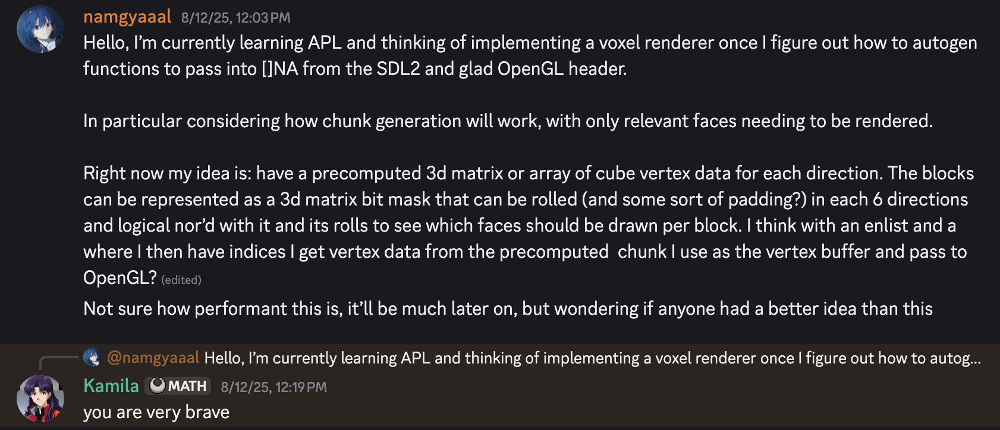 namgyaaal 8/12/25, 12:03 PM
Hello, I’m currently learning APL and thinking of implementing a voxel renderer once I figure out how to autogen
functions to pass into []NA from the SDL2 and glad OpenGL header.
In particular considering how chunk generation will work, with only relevant faces needing to be rendered.
Right now my idea is: have a precomputed 3d matrix or array of cube vertex data for each direction. The blocks
can be represented as a 3d matrix bit mask that can be rolled (and some sort of padding?) in each 6 directions
and logical nor’d with it and its rolls to see which faces should be drawn per block. I think with an enlist and a
where I then have indices I get vertex data from the precomputed  chunk I use as the vertex buffer and pass to
OpenGL? (edited)
Not sure how performant this is, it’ll be much later on, but wondering if anyone had a better idea than this
@namgyaaal Hello, I’m currently learning APL and thinking of implementing a voxel renderer once I figure out how to autog...
Kamila MATH 8/12/25, 12:19 PM
you are very brave